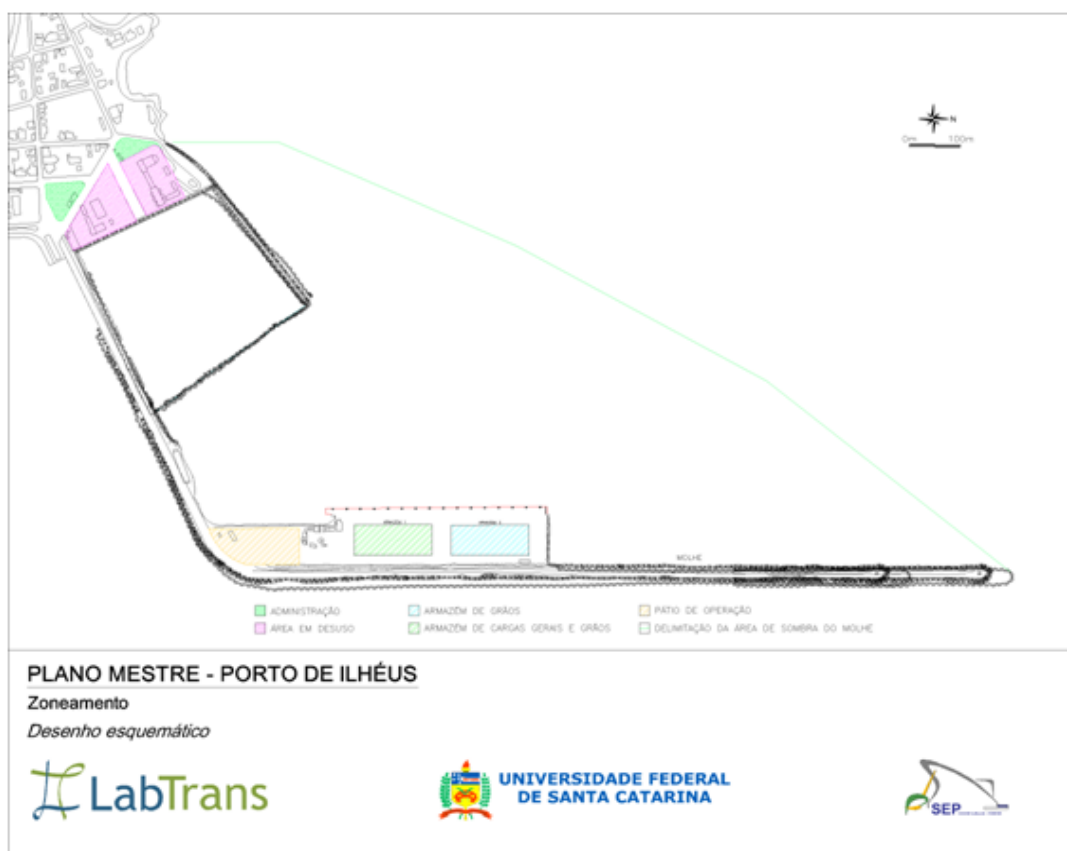 N
0m 100m
MOLHE
ADMINISTRAÇÃO
ÁREA EM DESUSO
ARMAZÉM DE GRÃOS
ARMAZÉM DE CARGAS GERAIS E GRÃOS
PÁTIO DE OPERAÇÃO
DELIMITAÇÃO DA ÁREA DE SOMBRA DO MOLHE
PLANO MESTRE - PORTO DE ILHÉUS
Zoneamento
Desenho esquemático
LabTrans
UNIVERSIDADE FEDERAL
DE SANTA CATARINA
SEP